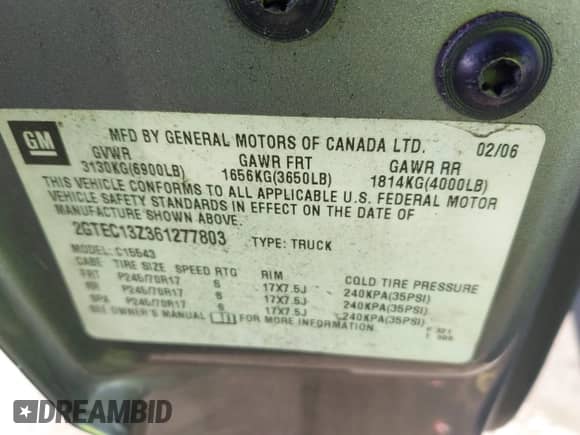 GM
MFD BY GENERAL MOTORS OF CANADA LTD. 02/06
GVWR GAWR FRT GAWR RR
3130KG(6900LB) 1656KG(3650LB) 1814KG(4000LB)
THIS VEHICLE CONFORMS TO ALL APPLICABLE U.S. FEDERAL MOTOR
VEHICLE SAFETY STANDARDS IN EFFECT ON THE DATE OF
MANUFACTURE SHOWN ABOVE.
2GTEC13Z361277803 TYPE: TRUCK
MODEL: C15543
TIRE SIZE SPEED RTG RIM COLD TIRE PRESSURE
FRT P245/70R17 S 17X7.5J 240KPA(35PSI)
RR P245/70R17 S 17X7.5J 240KPA(35PSI)
SPA P245/70R17 S 17X7.5J 240KPA(35PSI)
SEE OWNER'S MANUAL FOR MORE INFORMATION.
DREAMBID